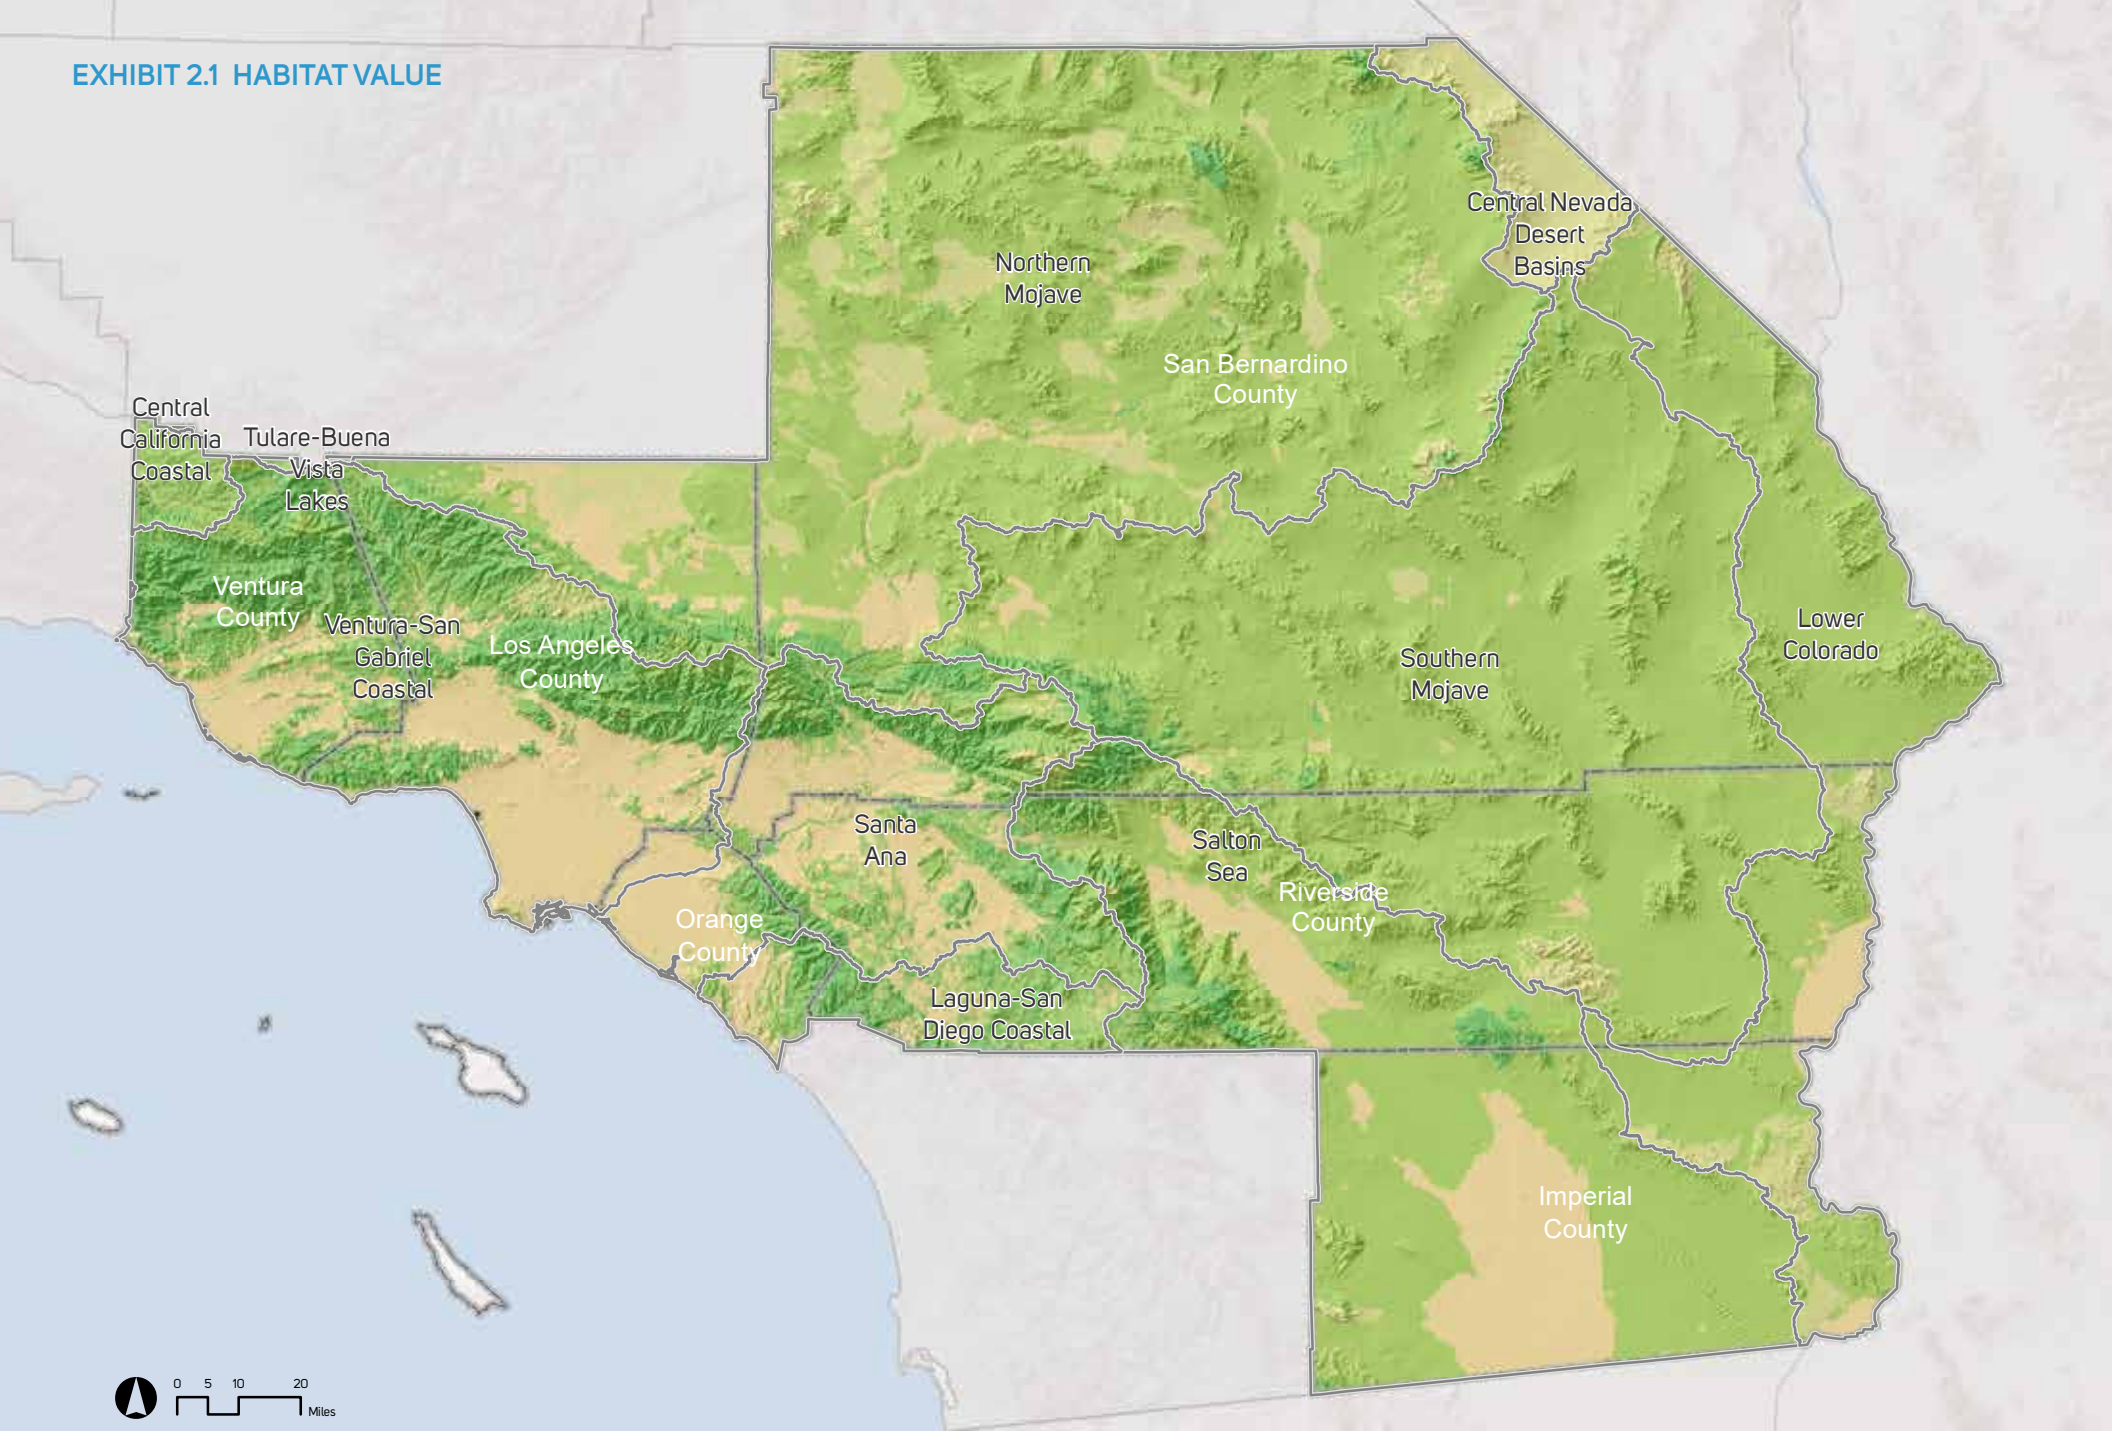 EXHIBIT 2.1 HABITAT VALUE
Central Nevada
Desert
Basins
Northern
Mojave
San Bernardino
County
Central
California
Coastal
Tulare-Buena
Vista
Lakes
Ventura
County
Ventura-San
Gabriel
Coastal
Los Angeles
County
Lower
Colorado
Southern
Mojave
Santa
Ana
Salton
Sea
Riverside
County
Orange
County
Laguna-San
Diego Coastal
Imperial
County
0 5 10 20
Miles